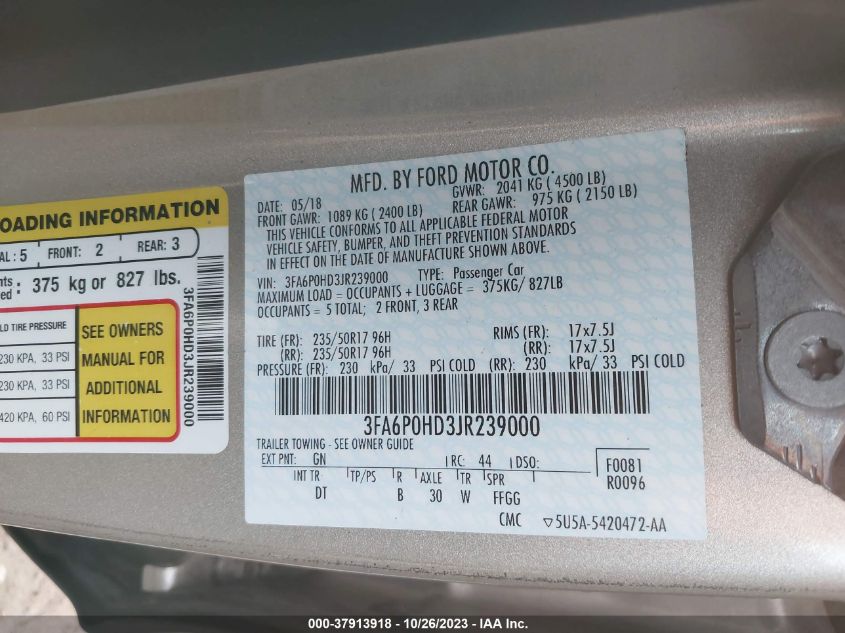 OADING INFORMATION
AL: 5 FRONT: 2 REAR: 3
nts
ed: 375 kg or 827 lbs.
LD TIRE PRESSURE
230 KPA, 33 PSI
230 KPA, 33 PSI
420 KPA, 60 PSI
SEE OWNERS
MANUAL FOR
ADDITIONAL
INFORMATION
3FA6P0HD3JR239000
MFD. BY FORD MOTOR CO.
DATE: 05/18 GVWR: 2041 KG ( 4500 LB)
FRONT GAWR: 1089 KG ( 2400 LB) REAR GAWR: 975 KG ( 2150 LB)
THIS VEHICLE CONFORMS TO ALL APPLICABLE FEDERAL MOTOR
VEHICLE SAFETY, BUMPER, AND THEFT PREVENTION STANDARDS
IN EFFECT ON THE DATE OF MANUFACTURE SHOWN ABOVE.
VIN: 3FA6P0HD3JR239000 TYPE: Passenger Car
MAXIMUM LOAD = OCCUPANTS + LUGGAGE = 375KG/ 827LB
OCCUPANTS = 5 TOTAL; 2 FRONT, 3 REAR
TIRE (FR): 235/50R17 96H RIMS (FR): 17x7.5J
(RR): 235/50R17 96H (RR): 17x7.5J
PRESSURE (FR): 230 kPa/ 33 PSI COLD (RR): 230 kPa/ 33 PSI COLD
3FA6P0HD3JR239000
TRAILER TOWING - SEE OWNER GUIDE
EXT PNT: GN RC: 44 DSO:
INT TR TP/PS R AXLE TR SPR
DT B 30 W FFGG
F0081
R0096
CMC ▽5U5A-5420472-AA
000-37913918 - 10/26/2023 - IAA Inc.